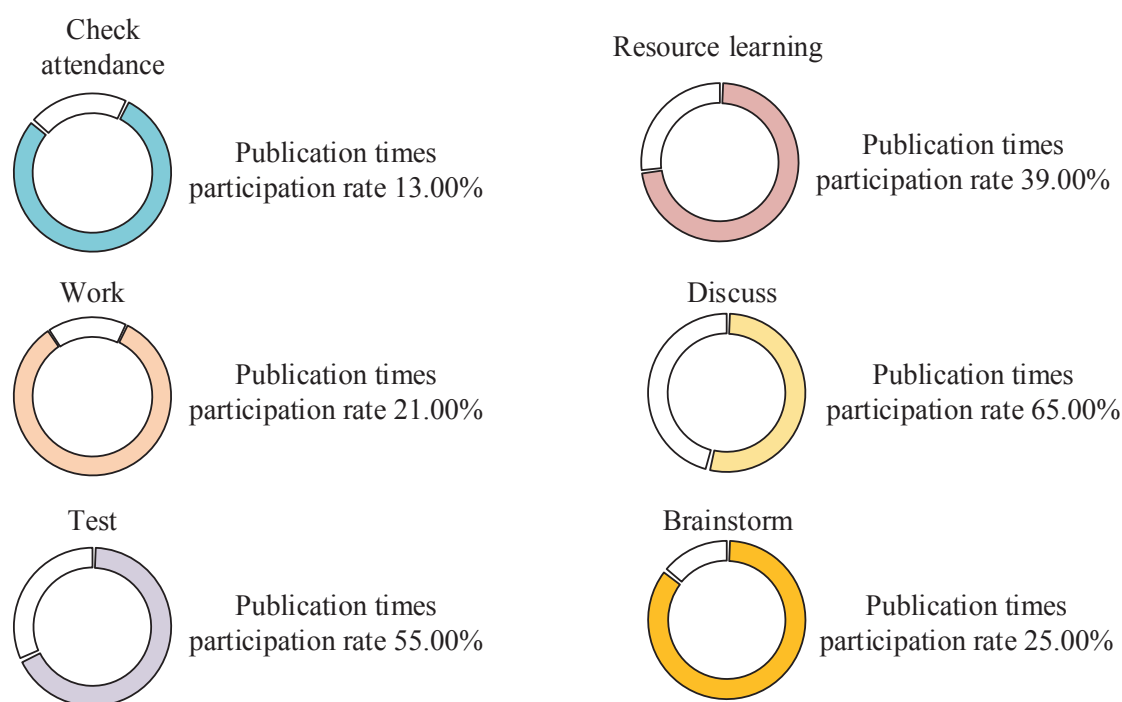 Check
attendance
Publication times
participation rate 13.00%
Resource learning
Publication times
participation rate 39.00%
Work
Publication times
participation rate 21.00%
Discuss
Publication times
participation rate 65.00%
Test
Publication times
participation rate 55.00%
Brainstorm
Publication times
participation rate 25.00%